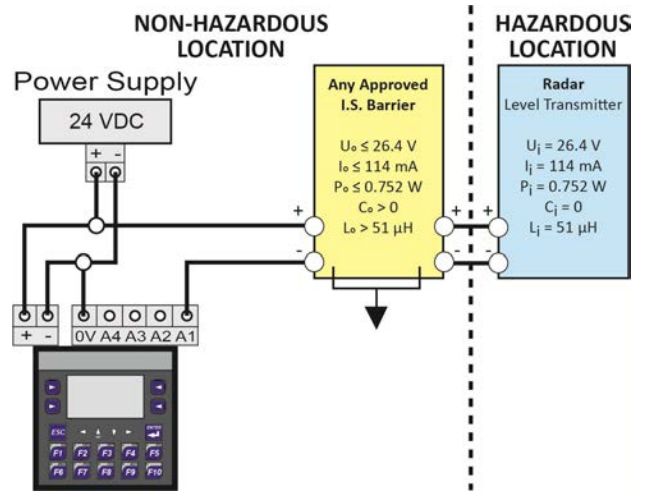 NON-HAZARDOUS
LOCATION
HAZARDOUS
LOCATION
Power Supply
24 VDC
+ -
Any Approved
I.S. Barrier
Uₒ ≤ 26.4 V
Iₒ ≤ 114 mA
Pₒ ≤ 0.752 W
Cₒ > 0
Lₒ > 51 µH
Radar
Level Transmitter
Uᵢ = 26.4 V
Iᵢ = 114 mA
Pᵢ = 0.752 W
Cᵢ = 0
Lᵢ = 51 µH
+ + +
- - -
+ - 0V A4 A3 A2 A1
ESC ENTER
F1 F2 F3 F4 F5
F6 F7 F8 F9 F10